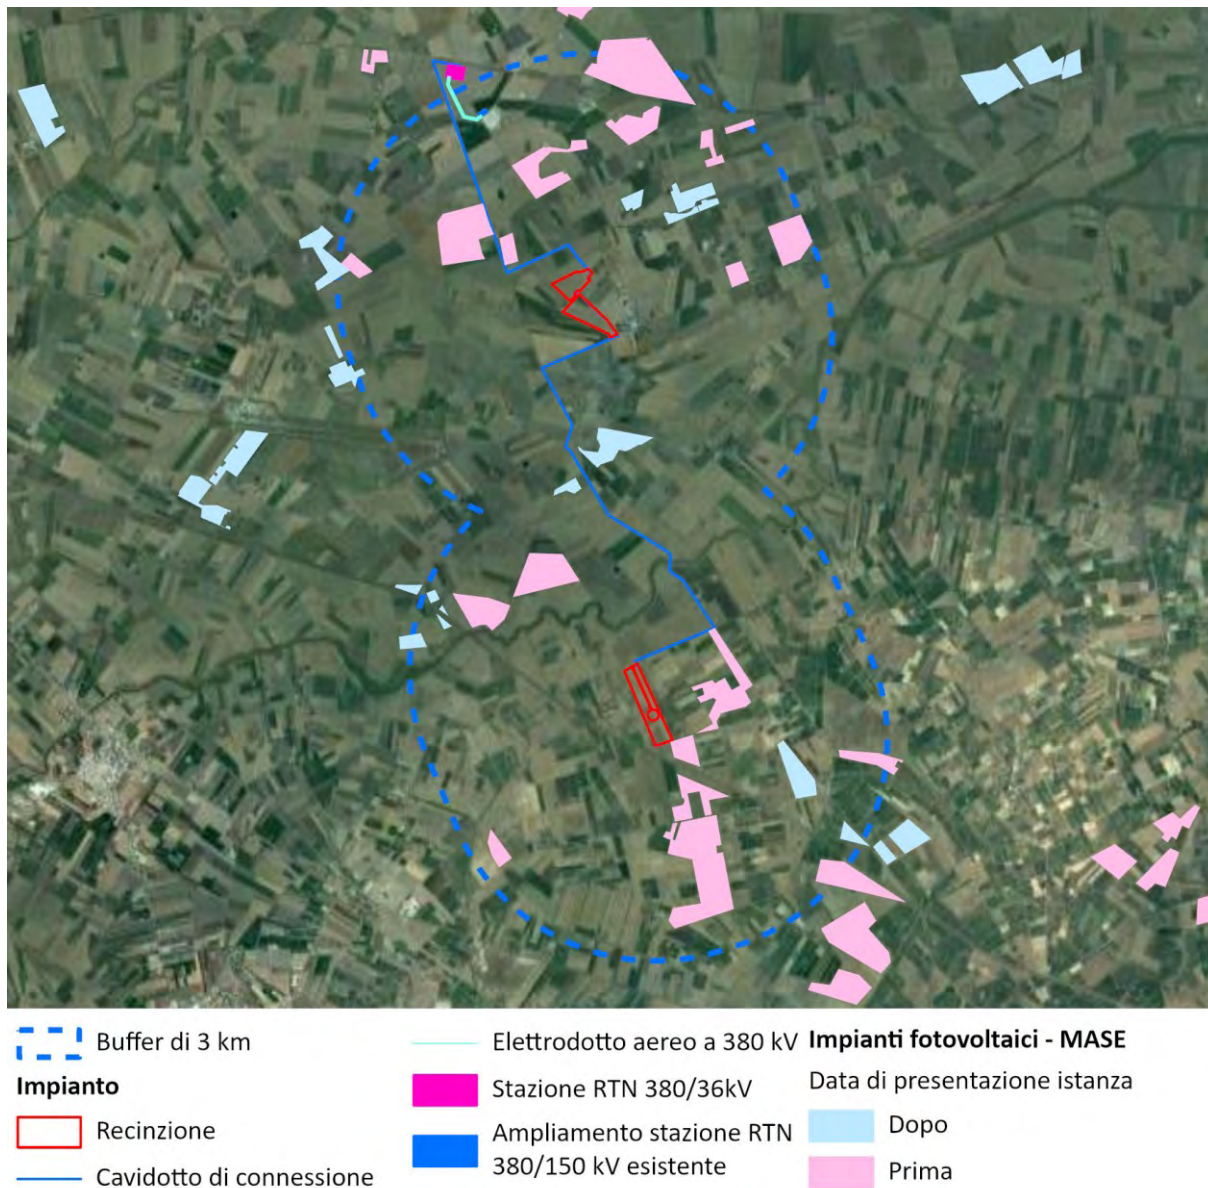 Buffer di 3 km
Impianto
Recinzione
Cavidotto di connessione
Elettrodotto aereo a 380 kV
Stazione RTN 380/36kV
Ampliamento stazione RTN
380/150 kV esistente
Impianti fotovoltaici - MASE
Data di presentazione istanza
Dopo
Prima